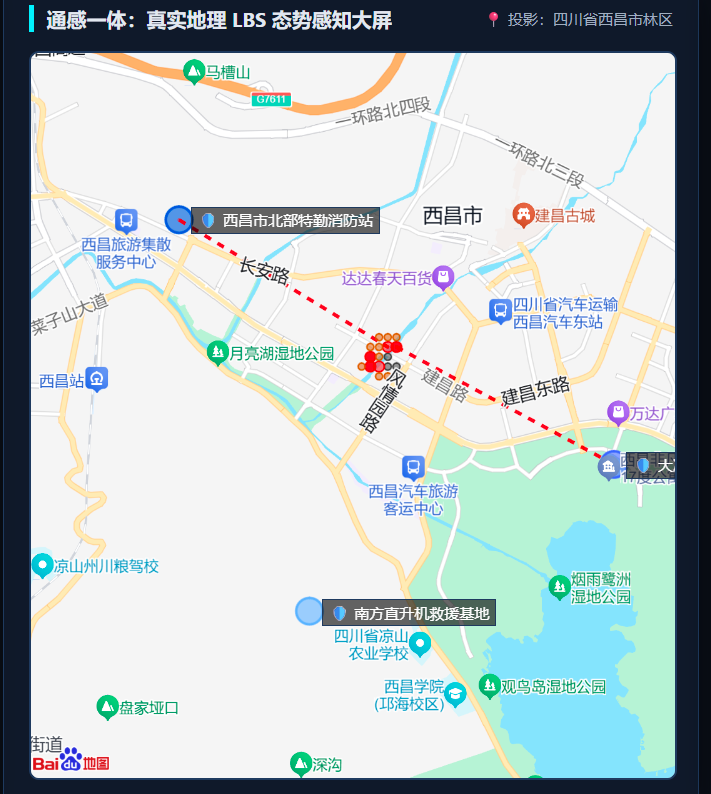 通感一体：真实地理 LBS 态势感知大屏
投影：四川省西昌市林区
马槽山
G7611
一环路北四段
一环路北三段
西昌市北部特勤消防站
西昌市
建昌古城
西昌旅游集散
服务中心
长安路
达达春天百货
菜子山大道
四川省汽车运输
西昌汽车东站
月亮湖湿地公园
西昌站
风情园路
建昌路
建昌东路
万达广
大
17度公
西昌汽车旅游
客运中心
凉山州川粮驾校
烟雨鹭洲
湿地公园
南方直升机救援基地
四川省凉山
农业学校
西昌学院
(邛海校区)
观鸟岛湿地公园
盘家垭口
街道
Bai du 地图
深沟